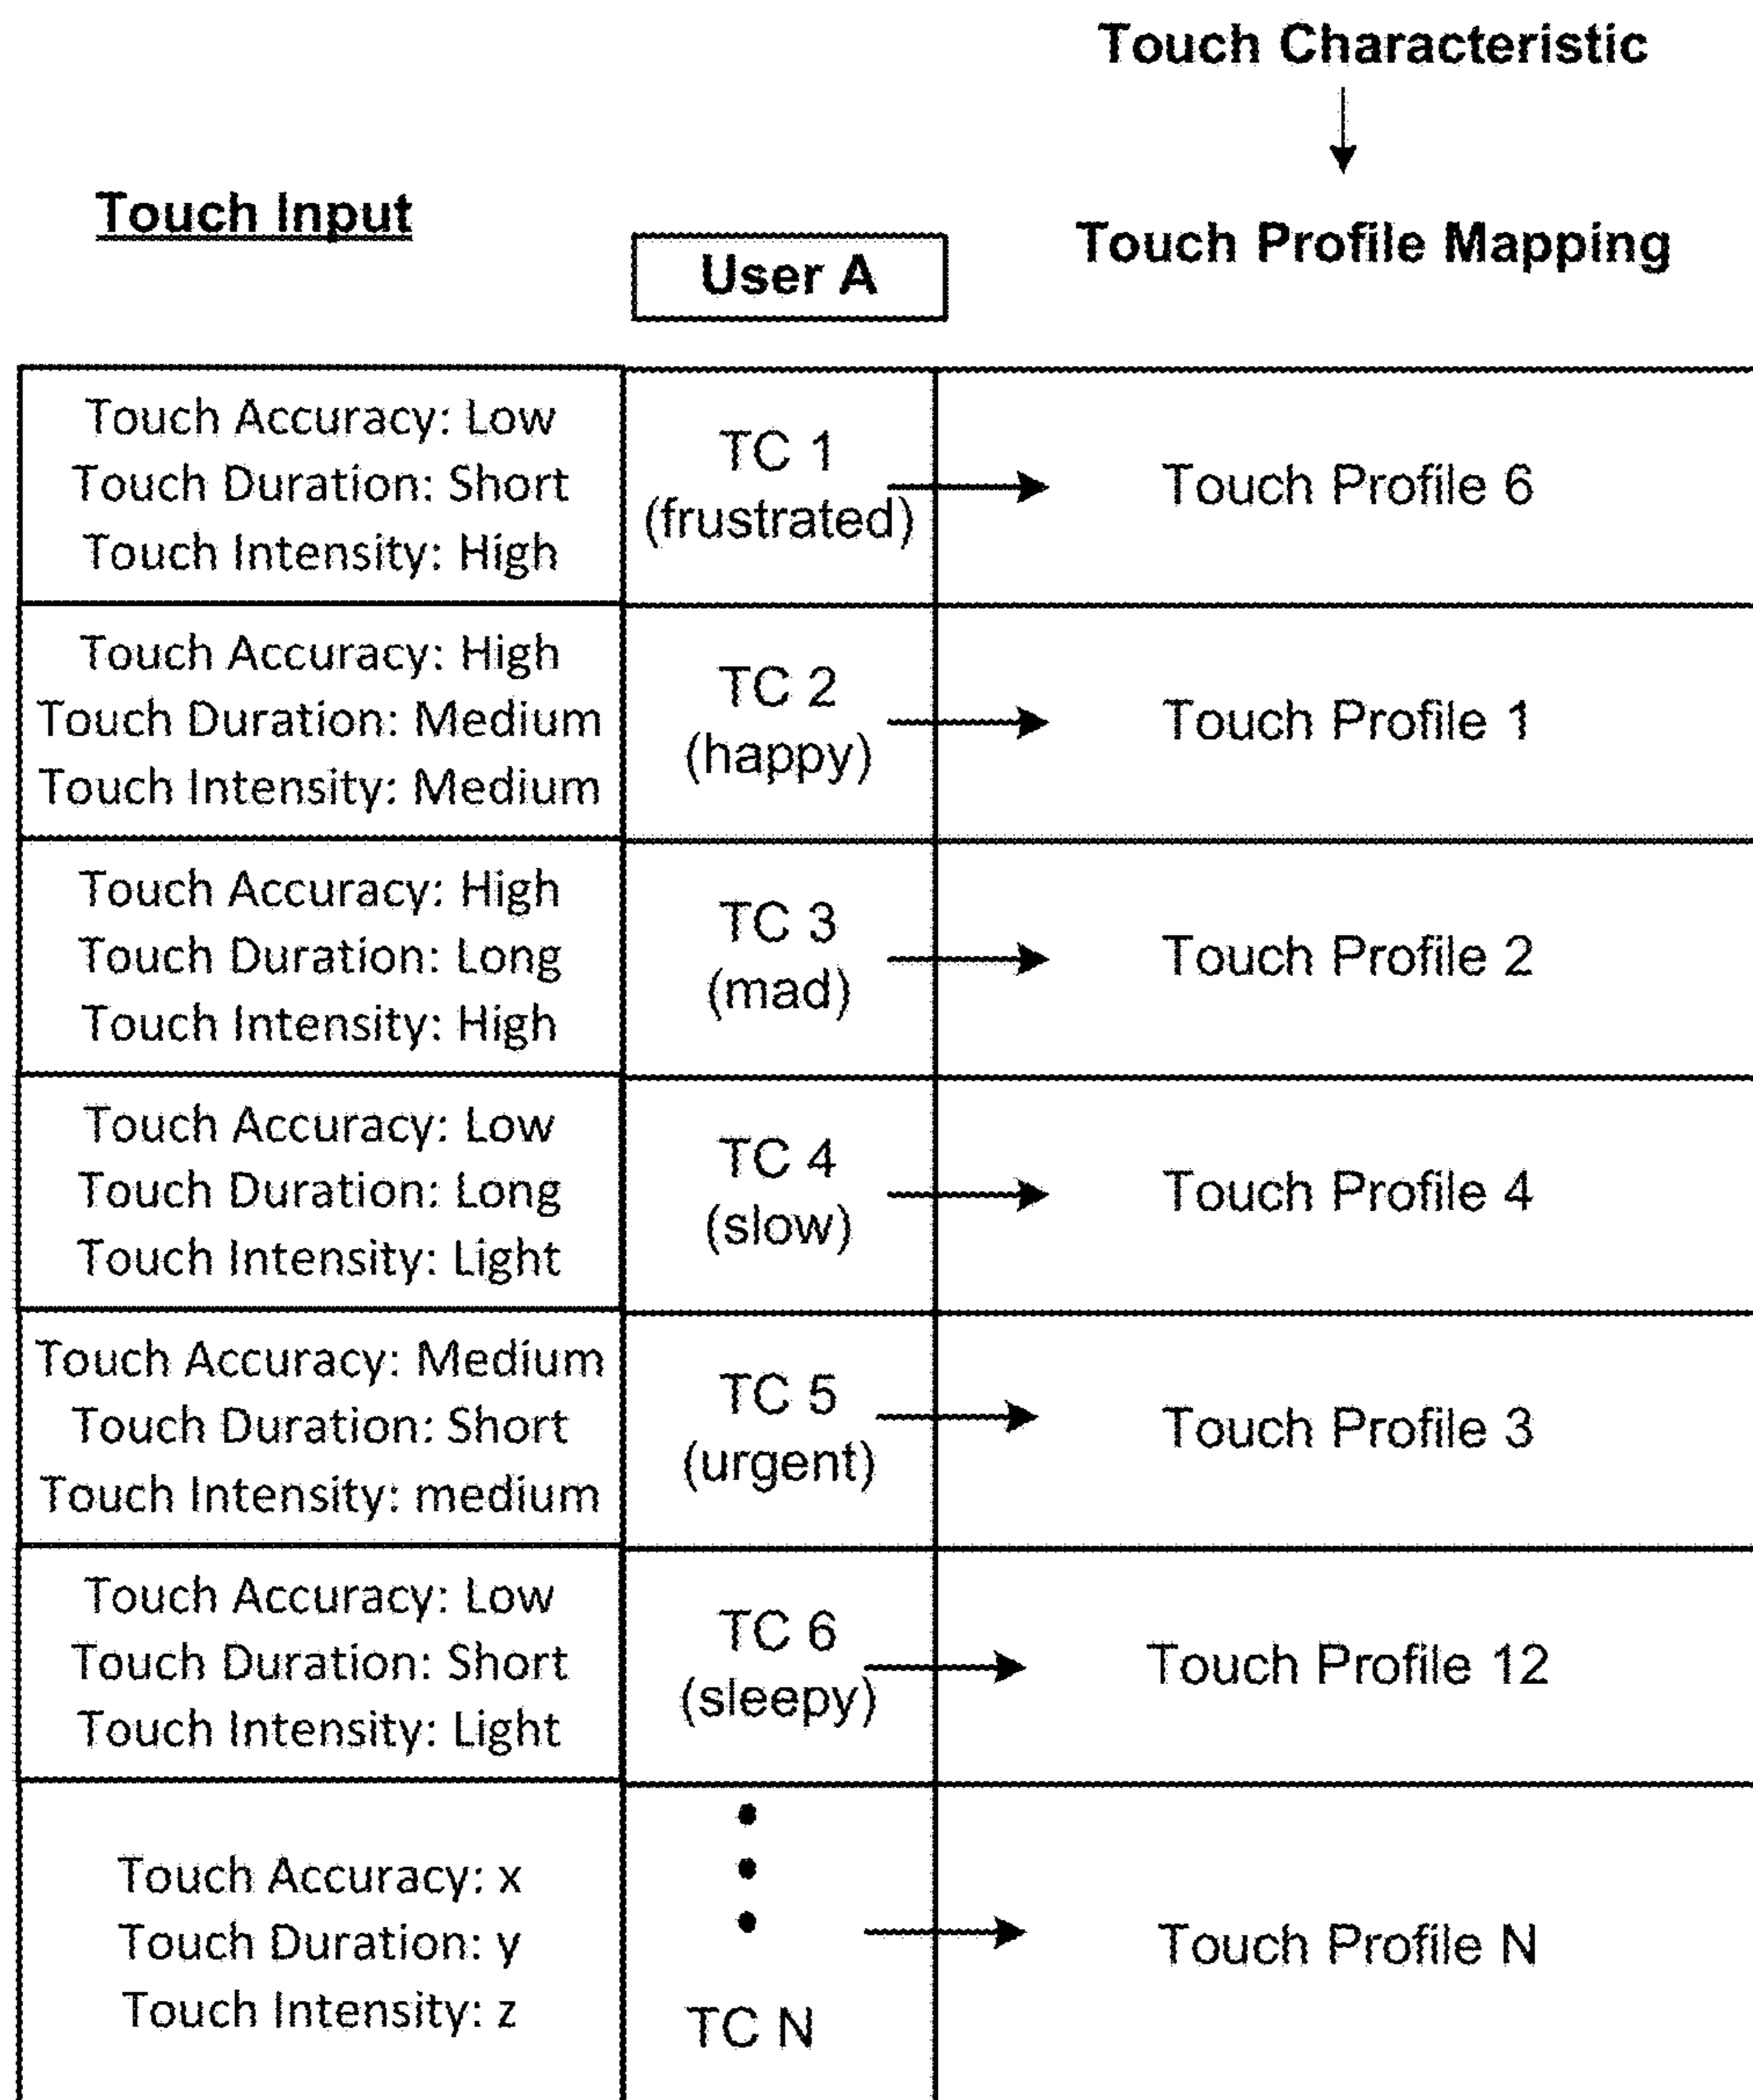 Touch Characteristic
Touch Input
User A
Touch Profile Mapping
Touch Accuracy: Low
Touch Duration: Short
Touch Intensity: High
TC 1
(frustrated)
Touch Profile 6
Touch Accuracy: High
Touch Duration: Medium
Touch Intensity: Medium
TC 2
(happy)
Touch Profile 1
Touch Accuracy: High
Touch Duration: Long
Touch Intensity: High
TC 3
(mad)
Touch Profile 2
Touch Accuracy: Low
Touch Duration: Long
Touch Intensity: Light
TC 4
(slow)
Touch Profile 4
Touch Accuracy: Medium
Touch Duration: Short
Touch Intensity: medium
TC 5
(urgent)
Touch Profile 3
Touch Accuracy: Low
Touch Duration: Short
Touch Intensity: Light
TC 6
(sleepy)
Touch Profile 12
Touch Accuracy: x
Touch Duration: y
Touch Intensity: z
TC N
Touch Profile N